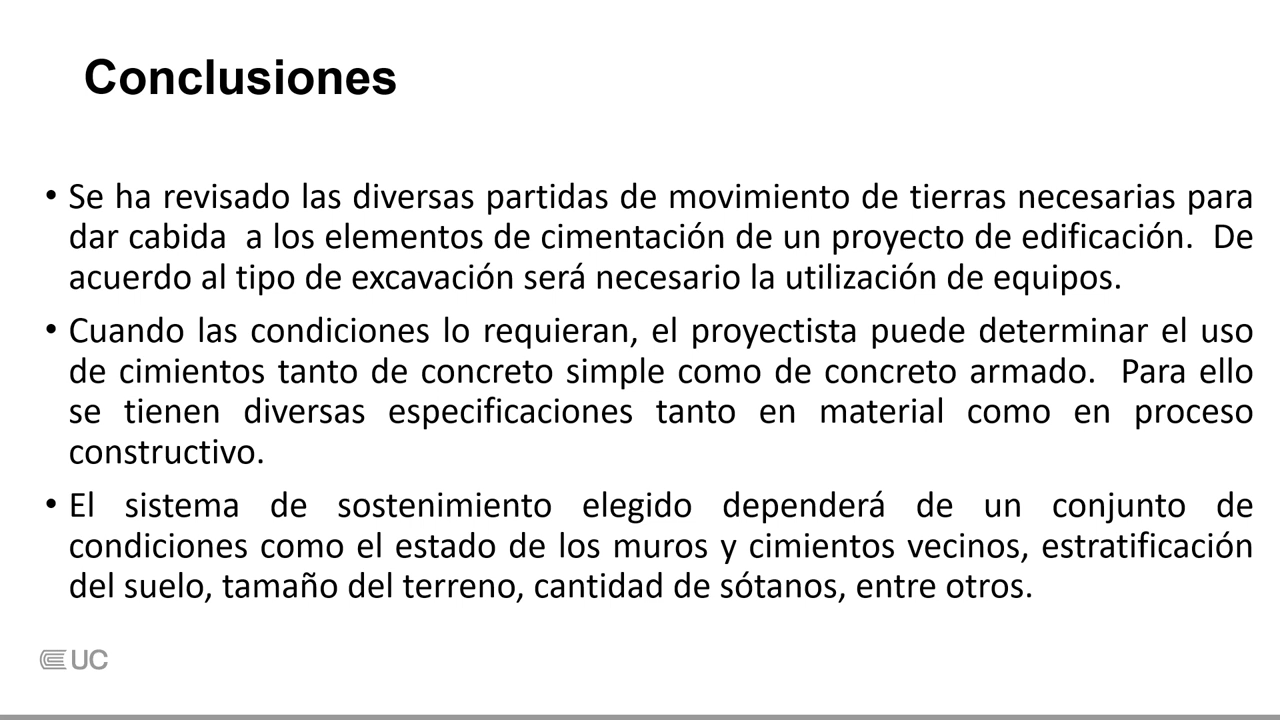 Conclusiones
• Se ha revisado las diversas partidas de movimiento de tierras necesarias para
dar cabida  a los elementos de cimentación de un proyecto de edificación.  De
acuerdo al tipo de excavación será necesario la utilización de equipos.
• Cuando las condiciones lo requieran, el proyectista puede determinar el uso
de cimientos tanto de concreto simple como de concreto armado.  Para ello
se tienen diversas especificaciones tanto en material como en proceso
constructivo.
• El sistema de sostenimiento elegido dependerá de un conjunto de
condiciones como el estado de los muros y cimientos vecinos, estratificación
del suelo, tamaño del terreno, cantidad de sótanos, entre otros.
UC